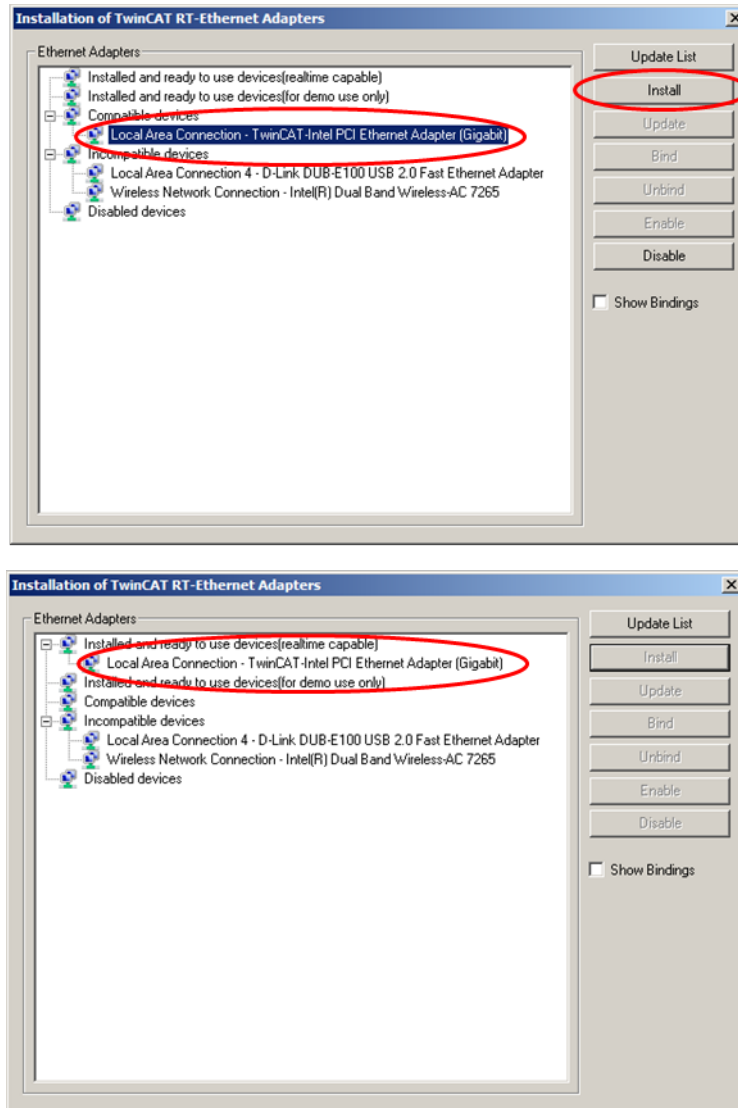 Installation of TwinCAT RT-Ethernet Adapters
Ethernet Adapters
Installed and ready to use devices(realtime capable)
Installed and ready to use devices(for demo use only)
Compatible devices
Local Area Connection - TwinCAT-Intel PCI Ethernet Adapter (Gigabit)
Incompatible devices
Local Area Connection 4 - D-Link DUB-E100 USB 2.0 Fast Ethernet Adapter
Wireless Network Connection - Intel(R) Dual Band Wireless-AC 7265
Disabled devices
Update List
Install
Update
Bind
Unbind
Enable
Disable
Show Bindings
Installation of TwinCAT RT-Ethernet Adapters
Ethernet Adapters
Installed and ready to use devices(realtime capable)
Local Area Connection - TwinCAT-Intel PCI Ethernet Adapter (Gigabit)
Installed and ready to use devices(for demo use only)
Compatible devices
Incompatible devices
Local Area Connection 4 - D-Link DUB-E100 USB 2.0 Fast Ethernet Adapter
Wireless Network Connection - Intel(R) Dual Band Wireless-AC 7265
Disabled devices
Update List
Install
Update
Bind
Unbind
Enable
Disable
Show Bindings